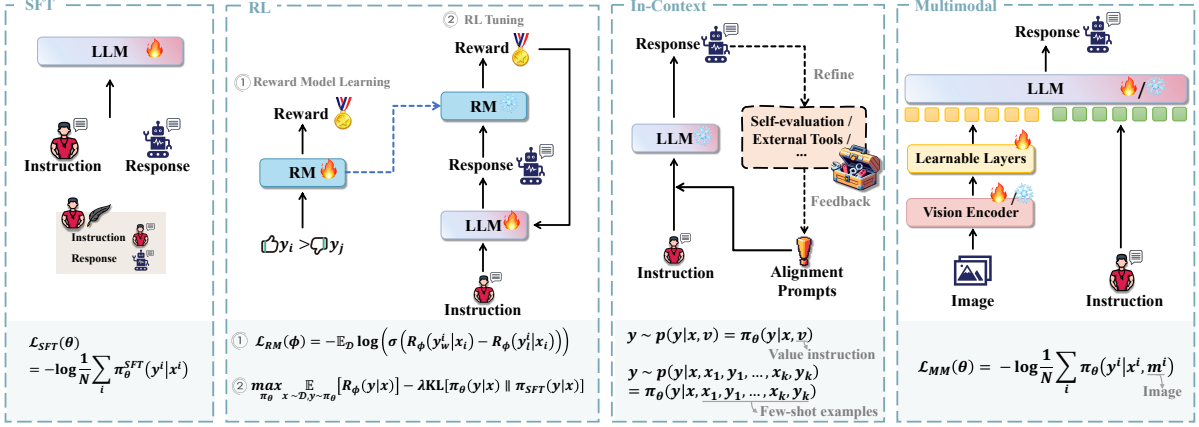 SFT
LLM
Instruction
Response
Instruction
Response
ℒ_SFT(θ)
= −log 1/N ∑_i π_θ^SFT(y^i|x^i)
RL
② RL Tuning
Reward
① Reward Model Learning
Reward
RM
RM
Response
LLM
y_i > y_j
Instruction
① ℒ_RM(ϕ) = −𝔼_𝒟 log(σ(R_ϕ(y_w^i|x_i) − R_ϕ(y_l^i|x_i)))
② max_{π_θ} 𝔼_{x∼𝒟,y∼π_θ}[R_ϕ(y|x)] − λKL[π_θ(y|x) ∥ π_SFT(y|x)]
In-Context
Response
Refine
LLM
Self-evaluation /
External Tools /
...
Feedback
Instruction
Alignment
Prompts
y ~ p(y|x, v) = π_θ(y|x, v)
Value instruction
y ~ p(y|x, x_1, y_1, …, x_k, y_k)
= π_θ(y|x, x_1, y_1, …, x_k, y_k)
Few-shot examples
Multimodal
Response
LLM
/
Learnable Layers
/
Vision Encoder
Image
Instruction
ℒ_MM(θ) = −log 1/N ∑_i π_θ(y^i|x^i, m^i)
Image